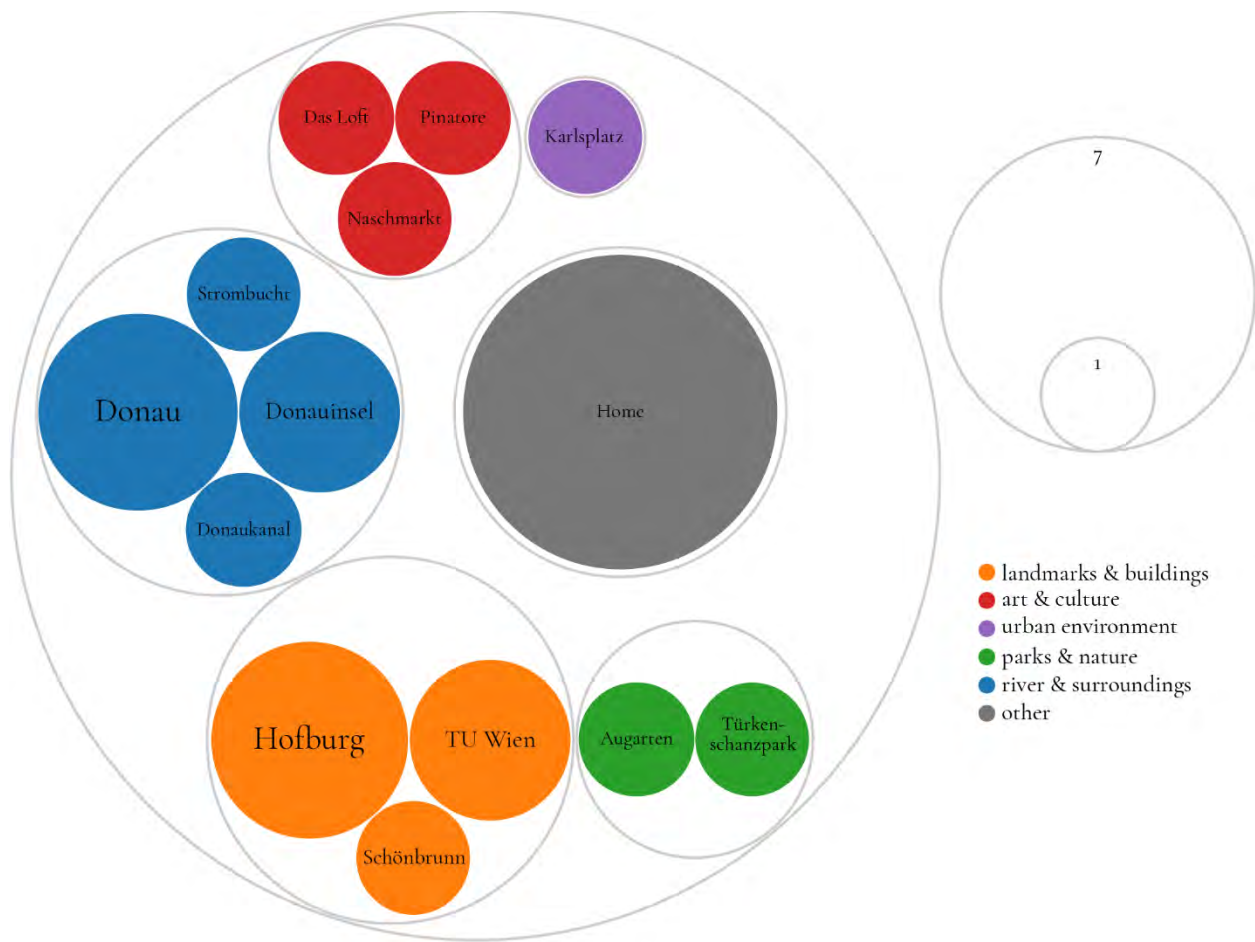 Das Loft
Pinatore
Karlsplatz
Naschmarkt
Strombucht
Donau
Donauinsel
Donaukanal
Home
Hofburg
TU Wien
Schönbrunn
Augarten
Türken-
schanzpark
7
1
landmarks & buildings
art & culture
urban environment
parks & nature
river & surroundings
other